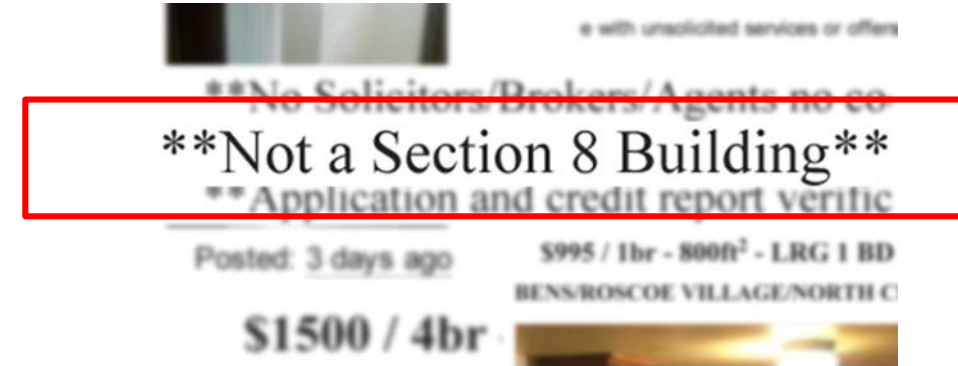 e with unsolicited services or offers
**No Solicitors/Brokers/Agents no co-
**Not a Section 8 Building**
**Application and credit report verific
Posted: 3 days ago
$995 / 1br - 800ft² - LRG 1 BD
BENS/ROSCOE VILLAGE/NORTH C
$1500 / 4br